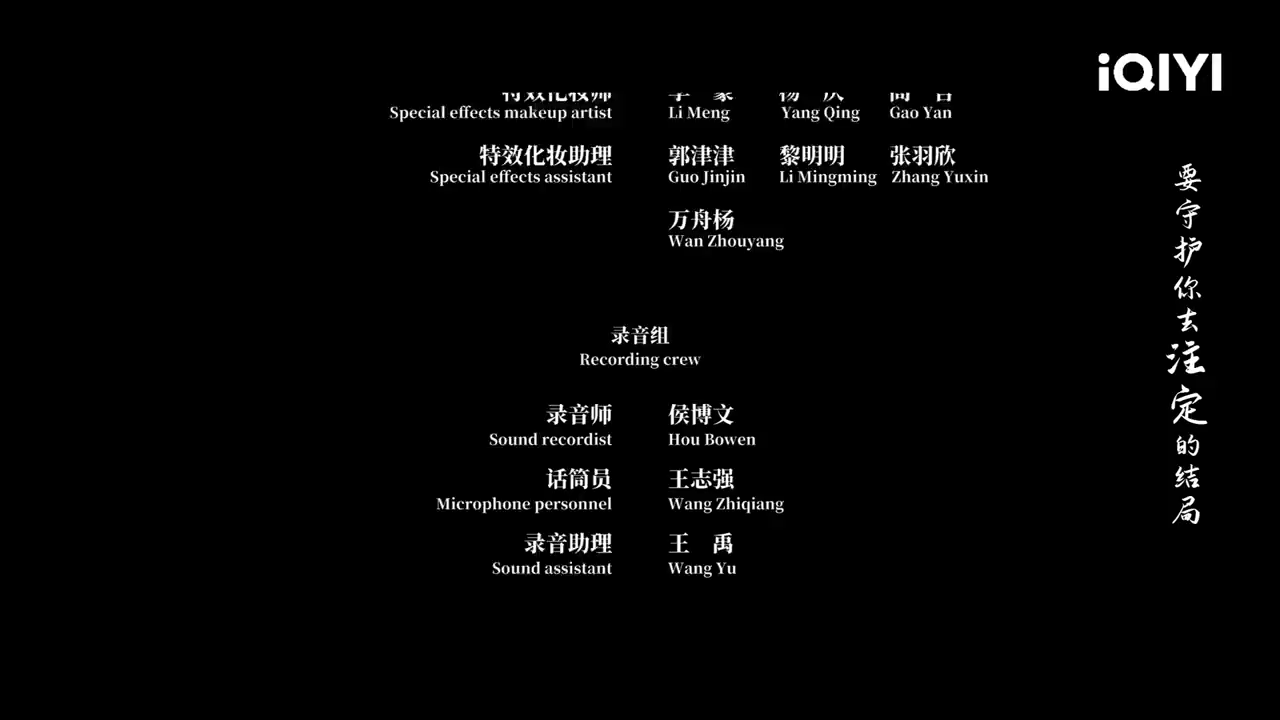 iQIYI
Special effects makeup artist Li Meng Yang Qing Gao Yan
特效化妆助理 郭津津 黎明明 张羽欣
Special effects assistant Guo Jinjin Li Mingming Zhang Yuxin
万舟杨
Wan Zhouyang
录音组
Recording crew
录音师 侯博文
Sound recordist Hou Bowen
话筒员 王志强
Microphone personnel Wang Zhiqiang
录音助理 王 禹
Sound assistant Wang Yu
要守护你去注定的结局